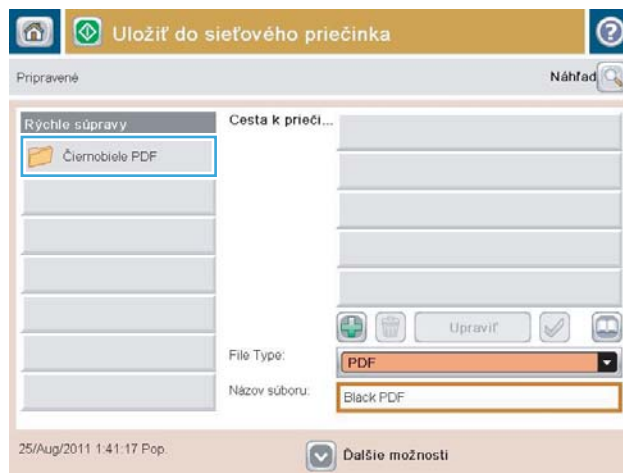 Uložiť do sieťového priečinka
Pripravené
Náhľad
Rýchle súpravy
Čiernobiele PDF
Cesta k prieči...
Upraviť
File Type:
PDF
Názov súboru:
Black PDF
25/Aug/2011 1:41:17 Pop.
Ďalšie možnosti